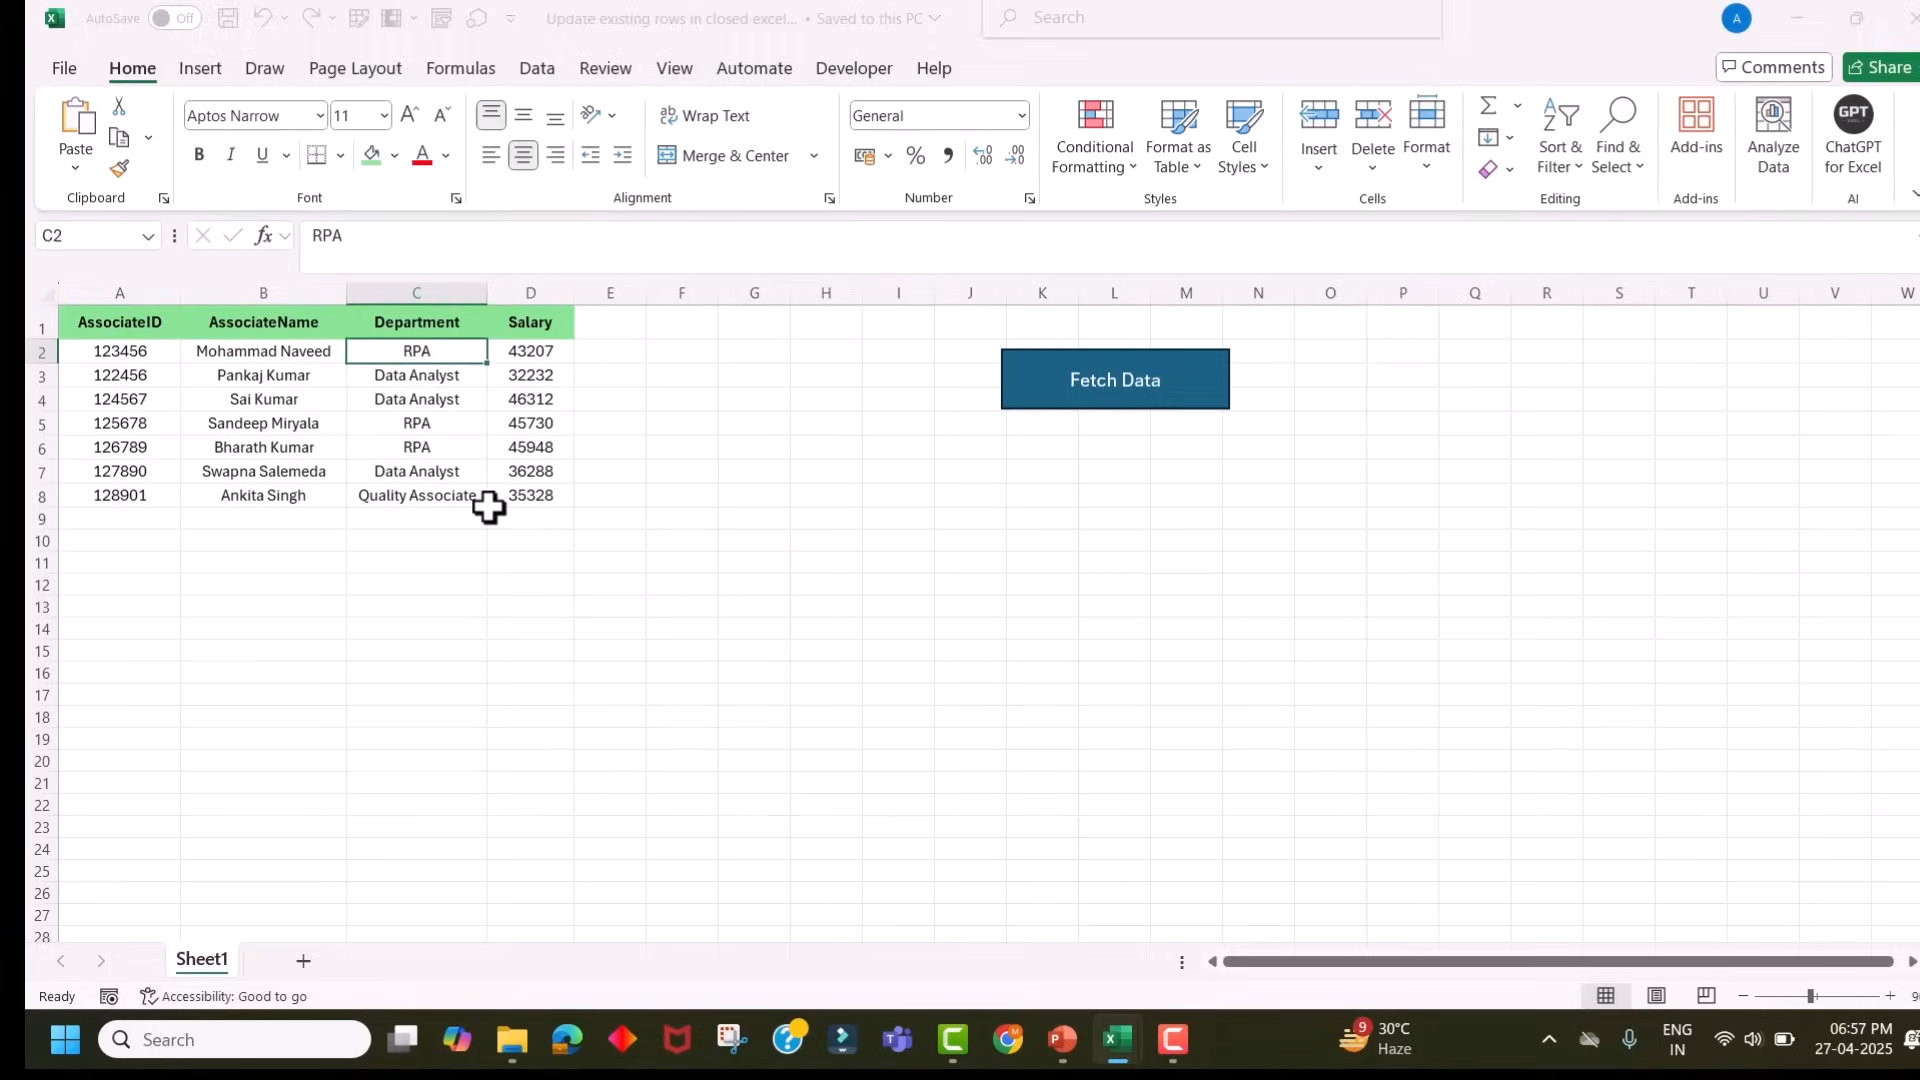 AutoSave Off Update existing rows in closed excel... • Saved to this PC Search A
File Home Insert Draw Page Layout Formulas Data Review View Automate Developer Help Comments Share
Aptos Narrow 11 Wrap Text General GPT
Paste B I U Merge & Center % Conditional Formatting Format as Table Cell Styles Insert Delete Format Sort & Filter Find & Select Add-ins Analyze Data ChatGPT for Excel
Clipboard Font Alignment Number Styles Cells Editing Add-ins AI
C2 fx RPA
A B C D E F G H I J K L M N O P Q R S T U V W
1 AssociateID AssociateName Department Salary
2 123456 Mohammad Naveed RPA 43207
3 122456 Pankaj Kumar Data Analyst 32232
Fetch Data
4 124567 Sai Kumar Data Analyst 46312
5 125678 Sandeep Miryala RPA 45730
6 126789 Bharath Kumar RPA 45948
7 127890 Swapna Salemeda Data Analyst 36288
8 128901 Ankita Singh Quality Associate 35328
9
10
11
12
13
14
15
16
17
18
19
20
21
22
23
24
25
26
27
28
Sheet1
Ready Accessibility: Good to go
Search 9 30°C ENG 06:57 PM
Haze IN 27-04-2025